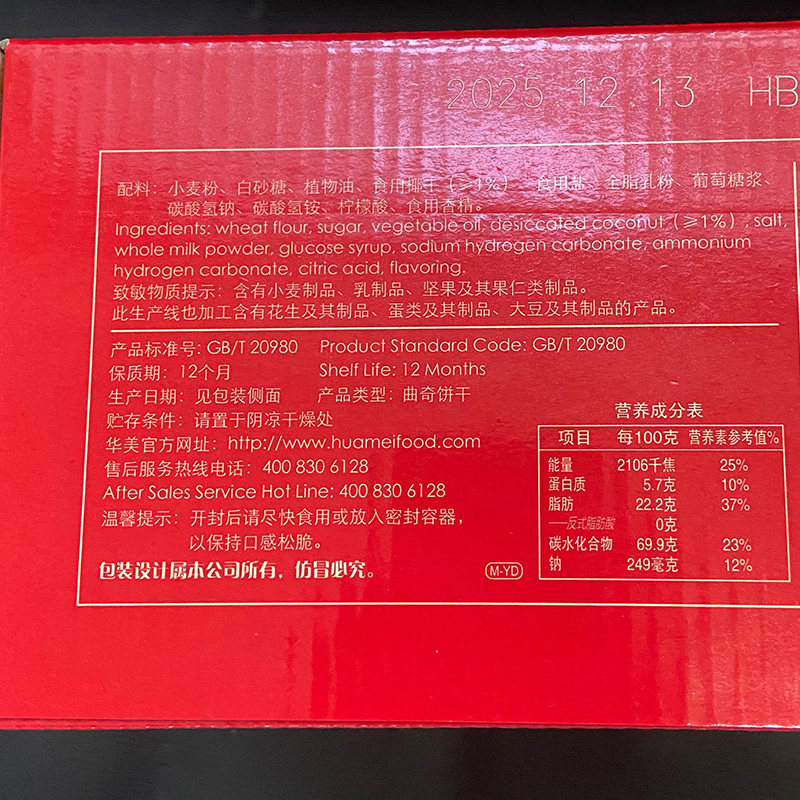 2025.12.13 HB
配料：小麦粉、白砂糖、植物油、食用椰干（≥1%）、食用盐、全脂乳粉、葡萄糖浆、
碳酸氢钠、碳酸氢铵、柠檬酸、食用香精。
Ingredients: wheat flour, sugar, vegetable oil, desiccated coconut (≥1%), salt,
whole milk powder, glucose syrup, sodium hydrogen carbonate, ammonium
hydrogen carbonate, citric acid, flavoring.
致敏物质提示：含有小麦制品、乳制品、坚果及其果仁类制品。
此生产线也加工含有花生及其制品、蛋类及其制品、大豆及其制品的产品。
产品标准号: GB/T 20980 Product Standard Code: GB/T 20980
保质期: 12个月 Shelf Life: 12 Months
生产日期: 见包装侧面 产品类型: 曲奇饼干
贮存条件：请置于阴凉干燥处
华美官方网址：http://www.huameifood.com
售后服务热线电话：400 830 6128
After Sales Service Hot Line: 400 830 6128
温馨提示：开封后请尽快食用或放入密封容器，
以保持口感松脆。
包装设计属本公司所有，仿冒必究。
M-YD
营养成分表
项目 每100克 营养素参考值%
能量 2106千焦 25%
蛋白质 5.7克 10%
脂肪 22.2克 37%
——反式脂肪酸 0克
碳水化合物 69.9克 23%
钠 249毫克 12%